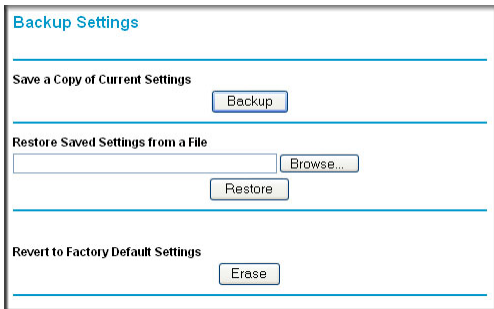 Backup Settings
Save a Copy of Current Settings
Backup
Restore Saved Settings from a File
Browse...
Restore
Revert to Factory Default Settings
Erase